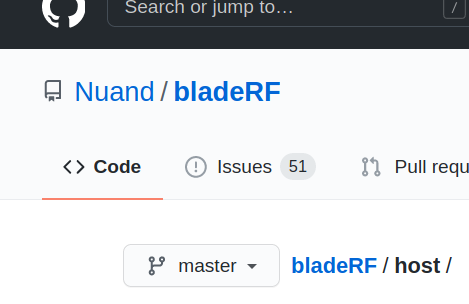 Search or jump to… /
Nuand / bladeRF
Code Issues 51 Pull requ
master bladeRF / host /